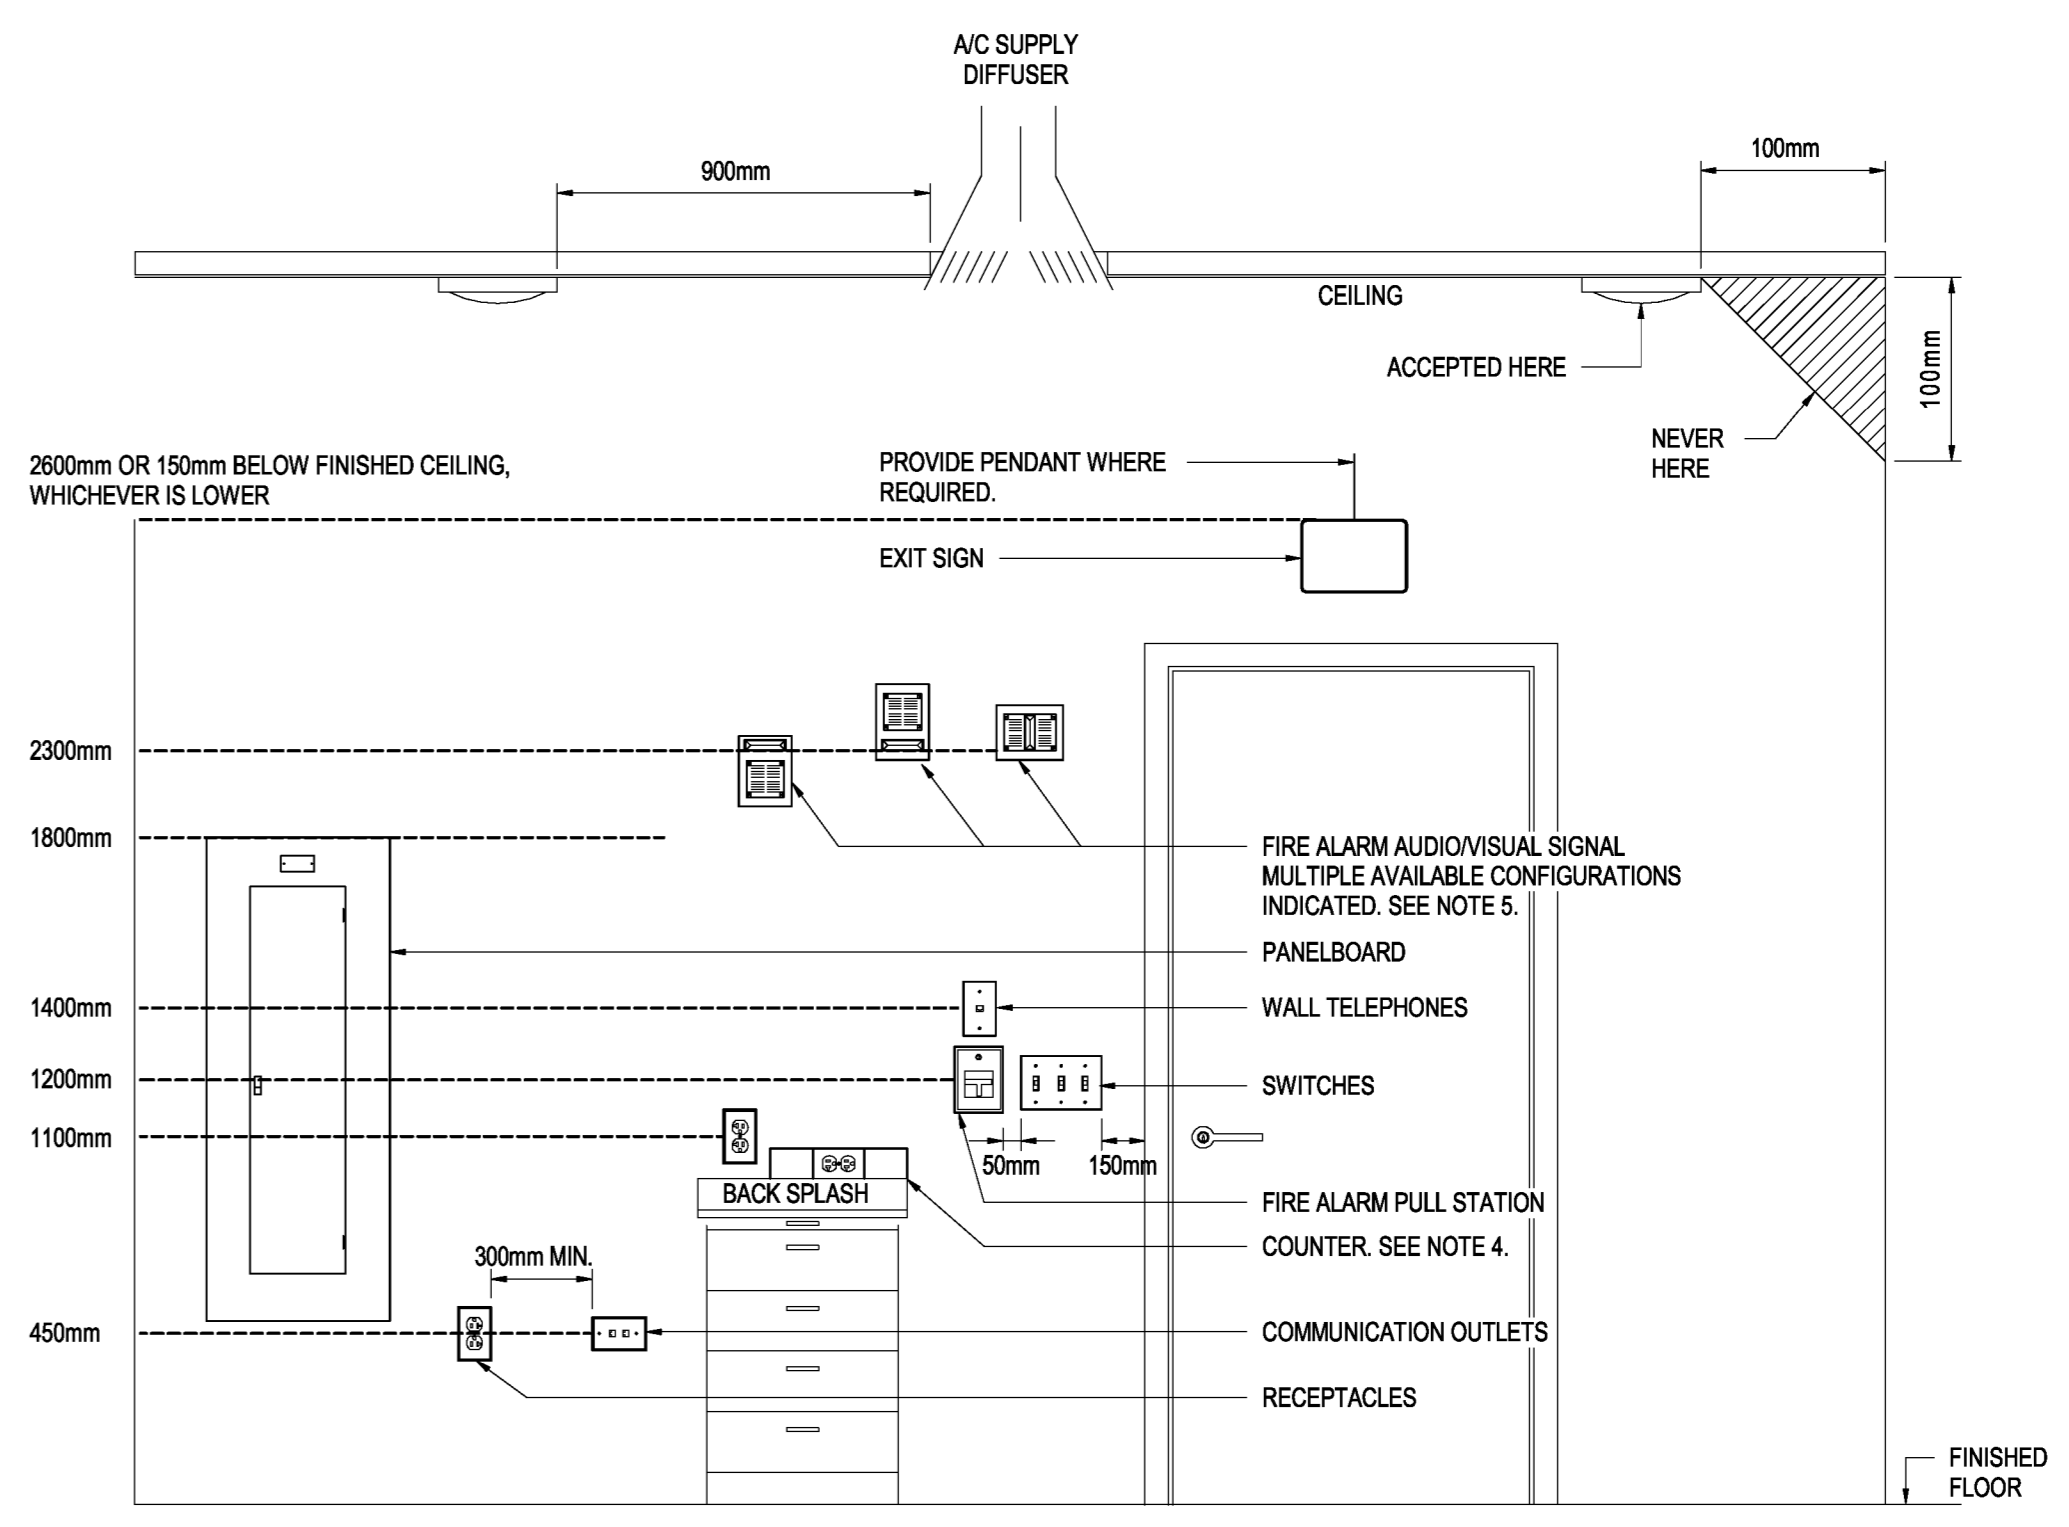 A/C SUPPLY
DIFFUSER
900mm
100mm
CEILING
ACCEPTED HERE
100mm
NEVER
HERE
2600mm OR 150mm BELOW FINISHED CEILING,
WHICHEVER IS LOWER
PROVIDE PENDANT WHERE
REQUIRED.
EXIT SIGN
2300mm
1800mm
FIRE ALARM AUDIO/VISUAL SIGNAL
MULTIPLE AVAILABLE CONFIGURATIONS
INDICATED. SEE NOTE 5.
PANELBOARD
1400mm
WALL TELEPHONES
1200mm
SWITCHES
1100mm
50mm
150mm
BACK SPLASH
FIRE ALARM PULL STATION
COUNTER. SEE NOTE 4.
300mm MIN.
450mm
COMMUNICATION OUTLETS
RECEPTACLES
FINISHED
FLOOR